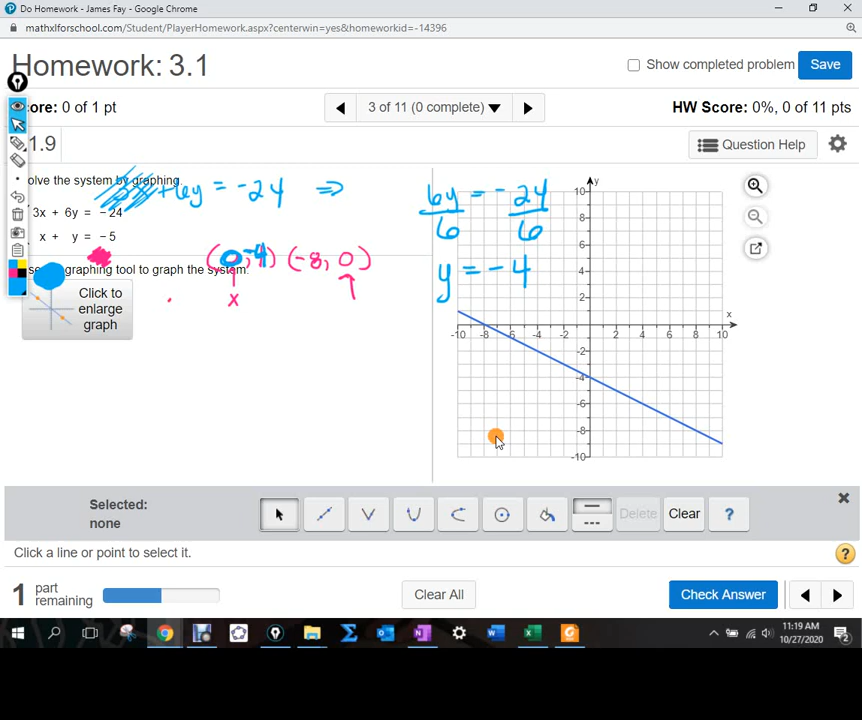 Do Homework - James Fay - Google Chrome
mathxlforschool.com/Student/PlayerHomework.aspx?centerwin=yes&homeworkid=-14396
Homework: 3.1
Show completed problem
Save
ore: 0 of 1 pt
3 of 11 (0 complete)
HW Score: 0%, 0 of 11 pts
1.9
Question Help
olve the system by graphing.
+6y = -24 ⇒
3x + 6y = -24
x + y = -5
(0, -4) (-8, 0)
x
graphing tool to graph the system.
Click to
enlarge
graph
6y = -24
6 6
y = -4
y
10
8
6
4
2
x
-10 -8 -6 -4 -2 2 4 6 8 10
-2
-4
-6
-8
-10
Selected:
none
Delete
Clear
?
Click a line or point to select it.
?
1 part
remaining
Clear All
Check Answer
11:19 AM
10/27/2020
2